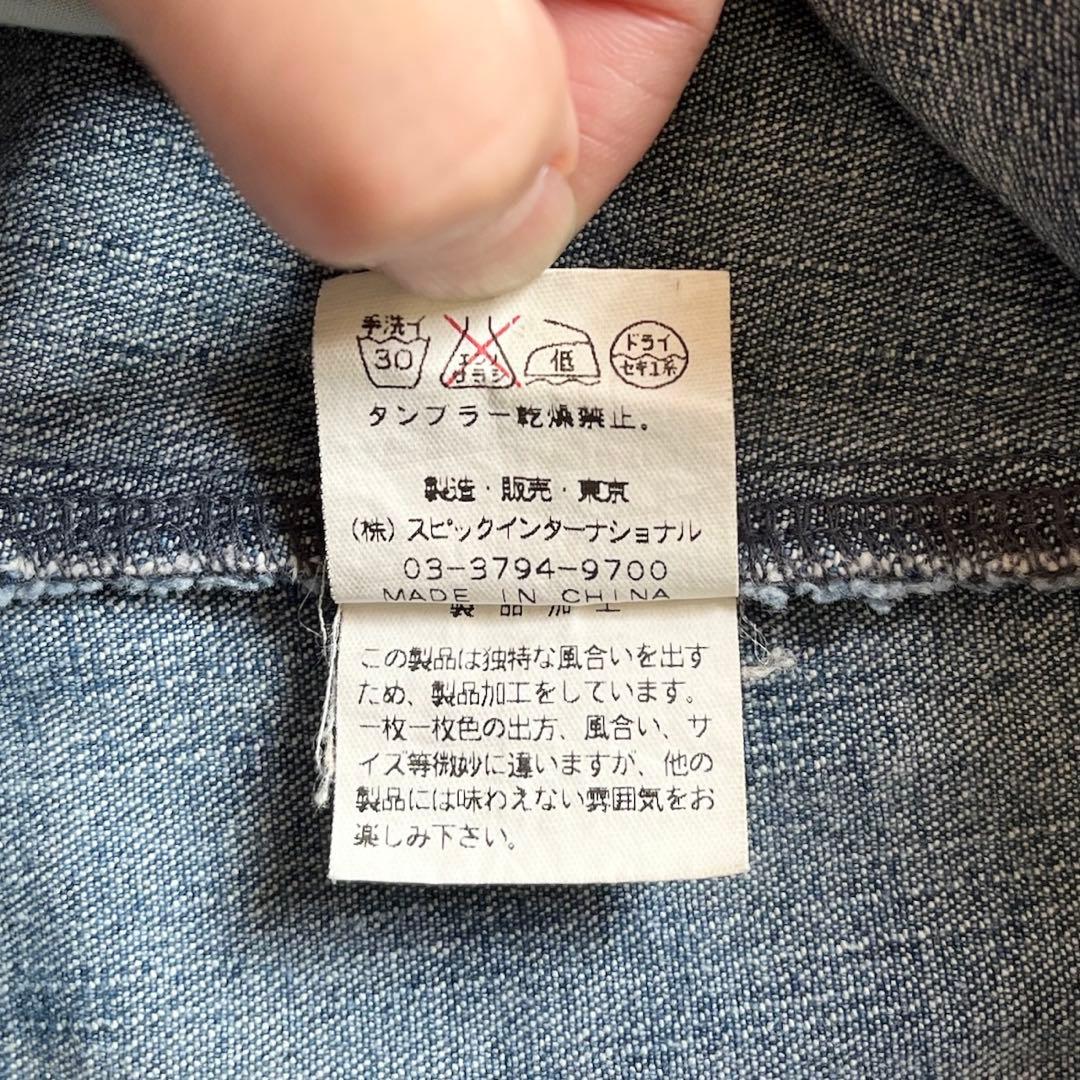 手洗イ
30
エンソ
サラシ
低
ドライ
セキユ系
タンブラー乾燥禁止。
製造・販売・東京
(株)スピックインターナショナル
03-3794-9700
MADE IN CHINA
製品加工
この製品は独特な風合いを出す
ため、製品加工をしています。
一枚一枚色の出方、風合い、サ
イズ等微妙に違いますが、他の
製品には味わえない雰囲気をお
楽しみ下さい。